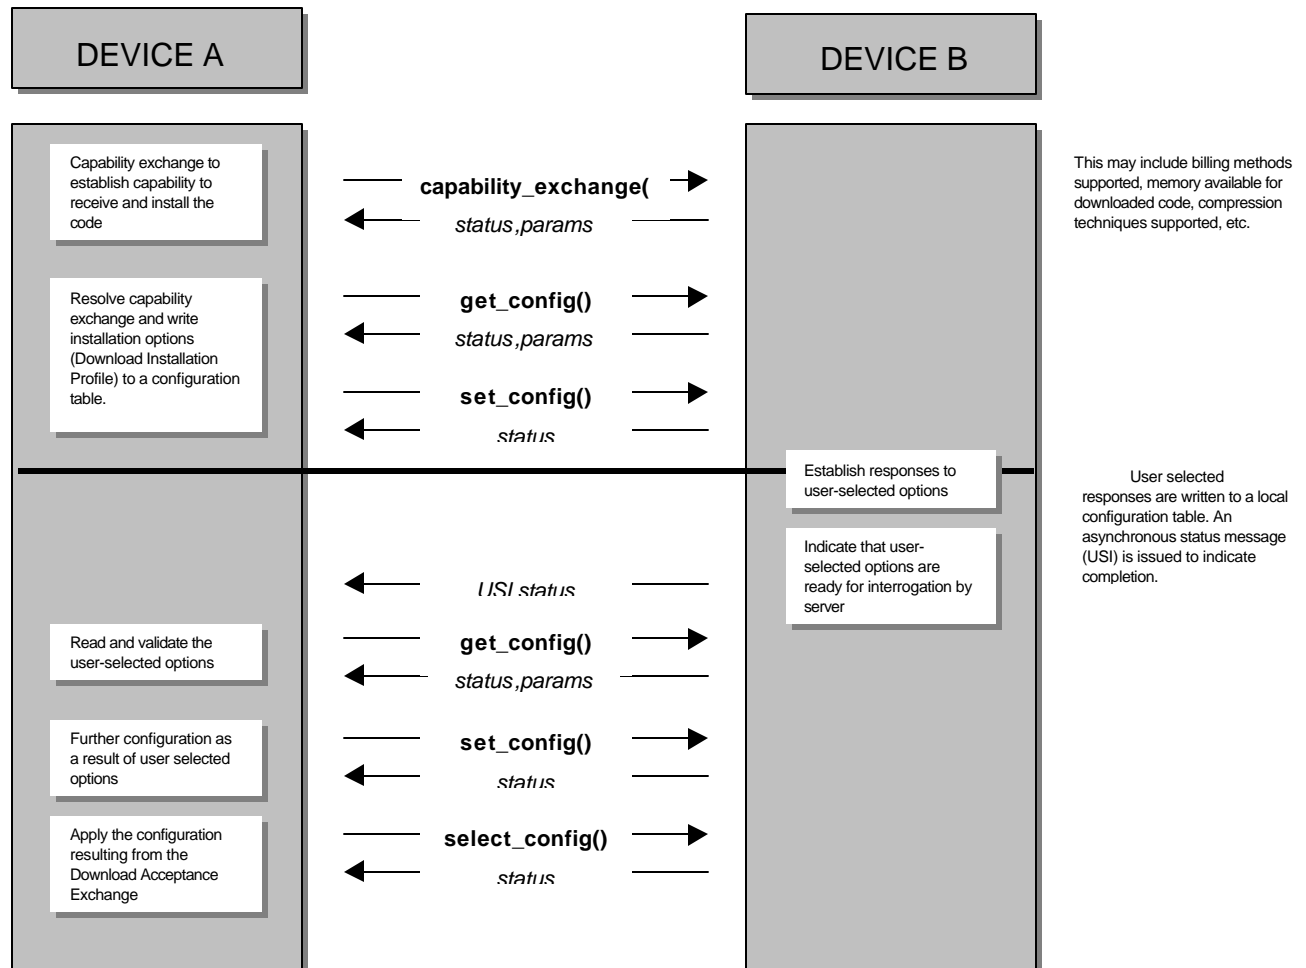 DEVICE A
DEVICE B
Capability exchange to
establish capability to
receive and install the
code
capability_exchange(
status,params
This may include billing methods
supported, memory available for
downloaded code, compression
techniques supported, etc.
Resolve capability
exchange and write
installation options
(Download Installation
Profile) to a configuration
table.
get_config()
status,params
set_config()
status
Establish responses to
user-selected options
User selected
responses are written to a local
configuration table. An
asynchronous status message
(USI) is issued to indicate
completion.
Indicate that user-
selected options are
ready for interrogation by
server
USI status
Read and validate the
user-selected options
get_config()
status,params
Further configuration as
a result of user selected
options
set_config()
status
Apply the configuration
resulting from the
Download Acceptance
Exchange
select_config()
status